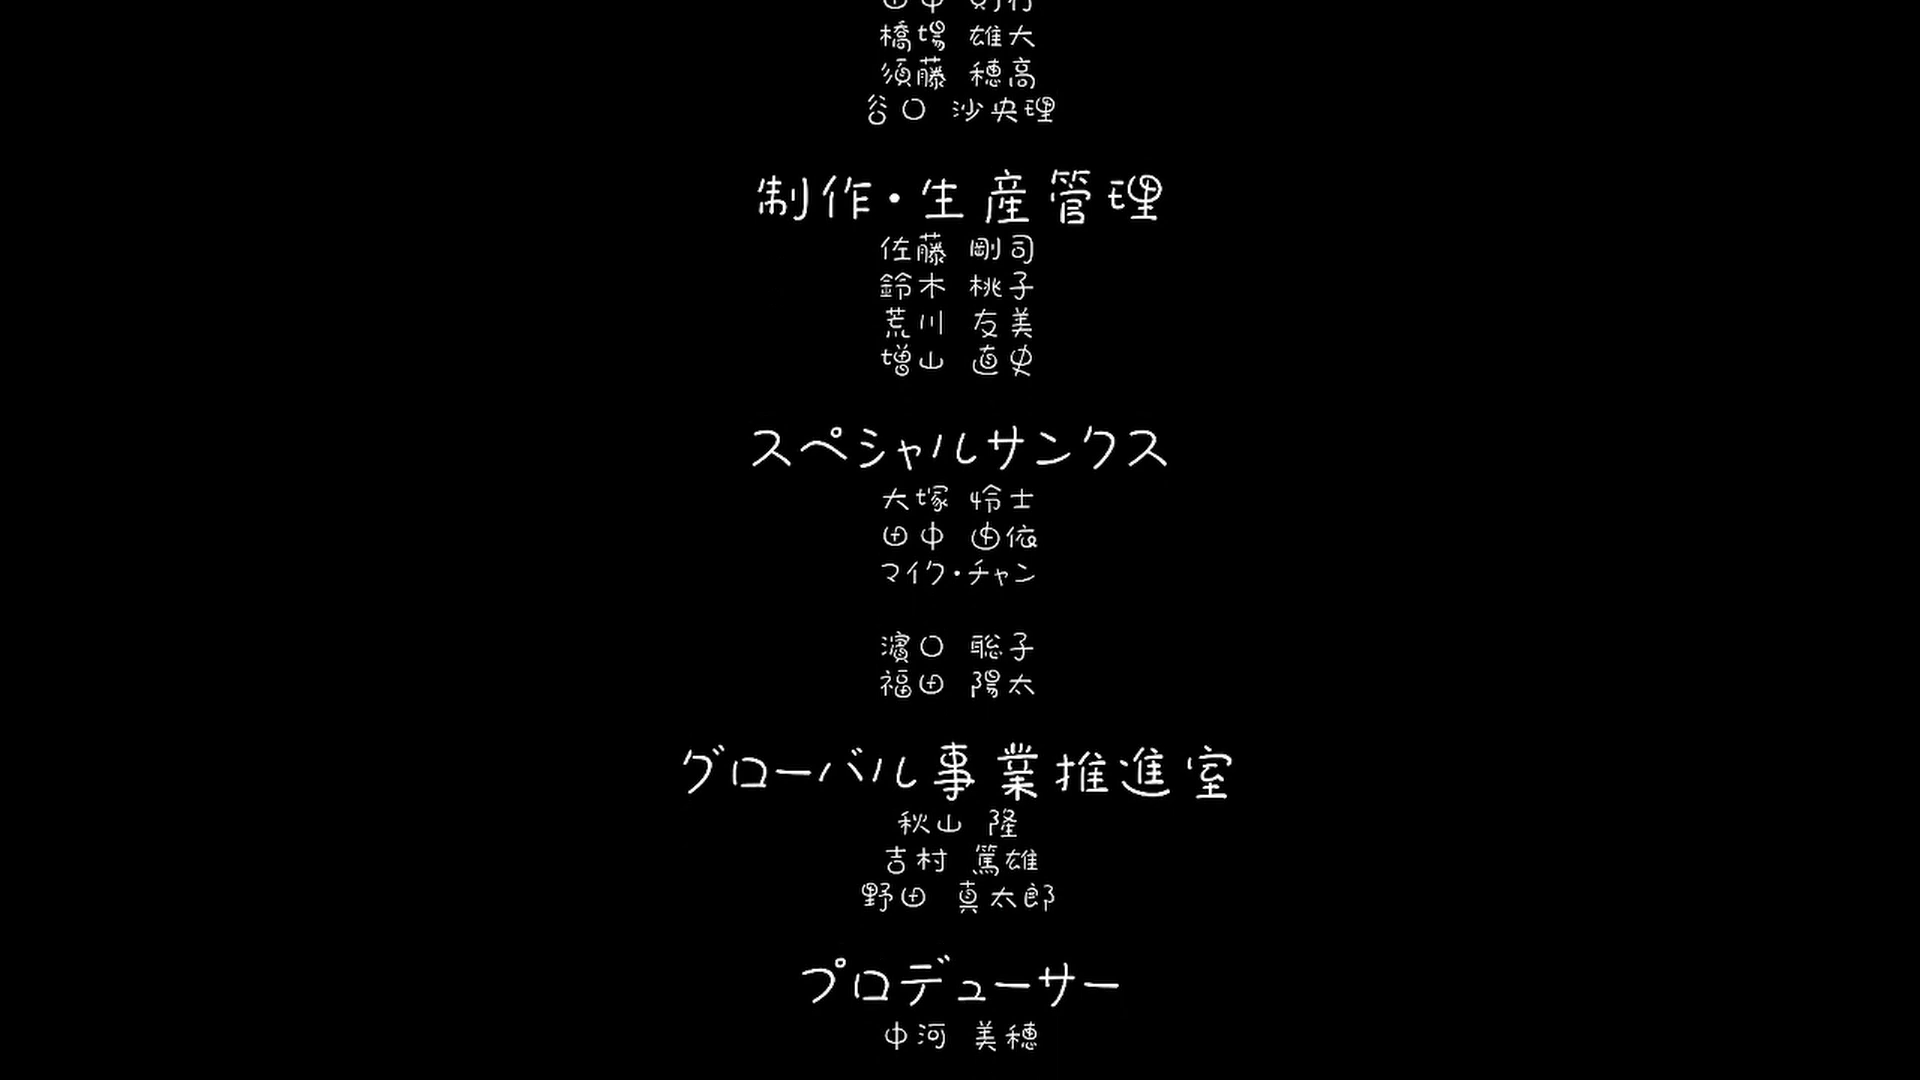 橋場 雄大
須藤 穂高
谷口 沙央理
制作・生産管理
佐藤 剛司
鈴木 桃子
荒川 友美
増山 直史
スペシャルサンクス
大塚 怜士
田中 由依
マイク・チャン
濱口 聡子
福田 陽太
グローバル事業推進室
秋山 隆
吉村 篤雄
野田 真太郎
プロデューサー
中河 美穂